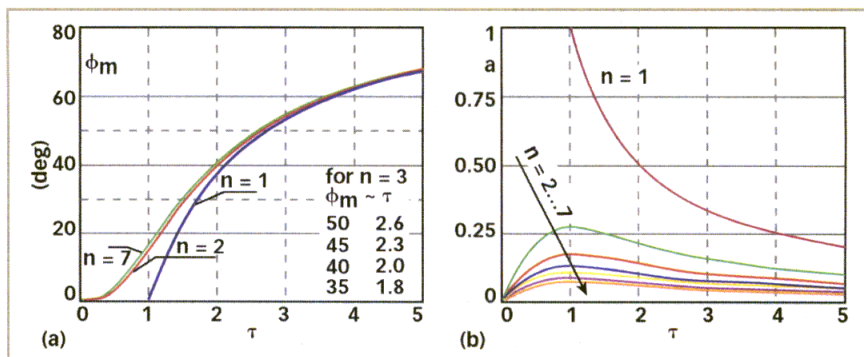 80
ϕm
60
(deg)
40
20
0
0 1 2 3 4 5
τ
n = 1
n = 2
n = 7
for n = 3
ϕm ~ τ
50 2.6
45 2.3
40 2.0
35 1.8
(a)
1
a
0.75
0.50
0.25
0
0 1 2 3 4 5
τ
n = 1
n = 2...7
(b)